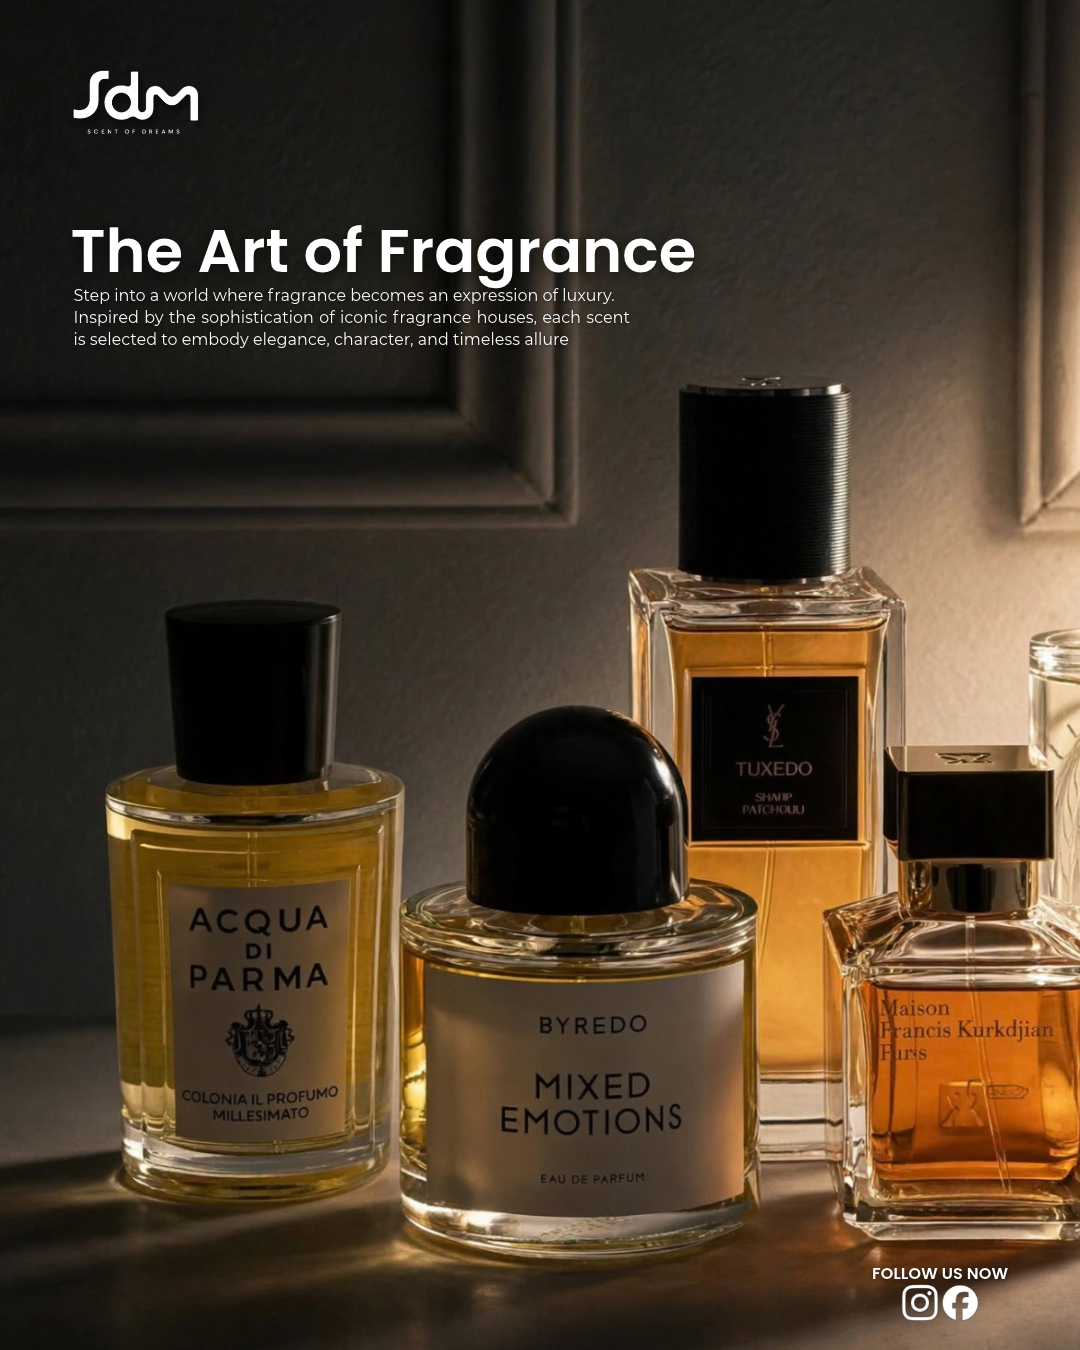 Sdm
SCENT OF DREAMS
The Art of Fragrance
Step into a world where fragrance becomes an expression of luxury.
Inspired by the sophistication of iconic fragrance houses, each scent
is selected to embody elegance, character, and timeless allure
YSL
TUXEDO
ACQUA
DI
PARMA
COLONIA IL PROFUMO
MILLESIMATO
BYREDO
MIXED
EMOTIONS
EAU DE PARFUM
Maison
Francis Kurkdjian
FOLLOW US NOW